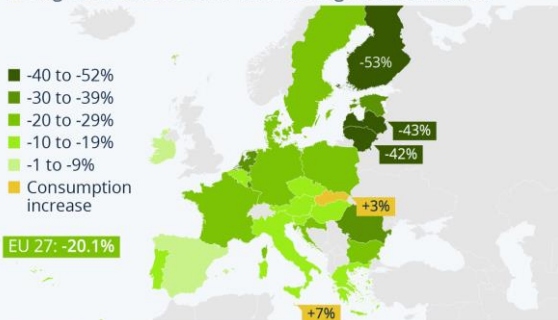 -40 to -52%
-30 to -39%
-20 to -29%
-10 to -19%
-1 to -9%
Consumption
increase
EU 27: -20.1%
-53%
-43%
-42%
+3%
+7%